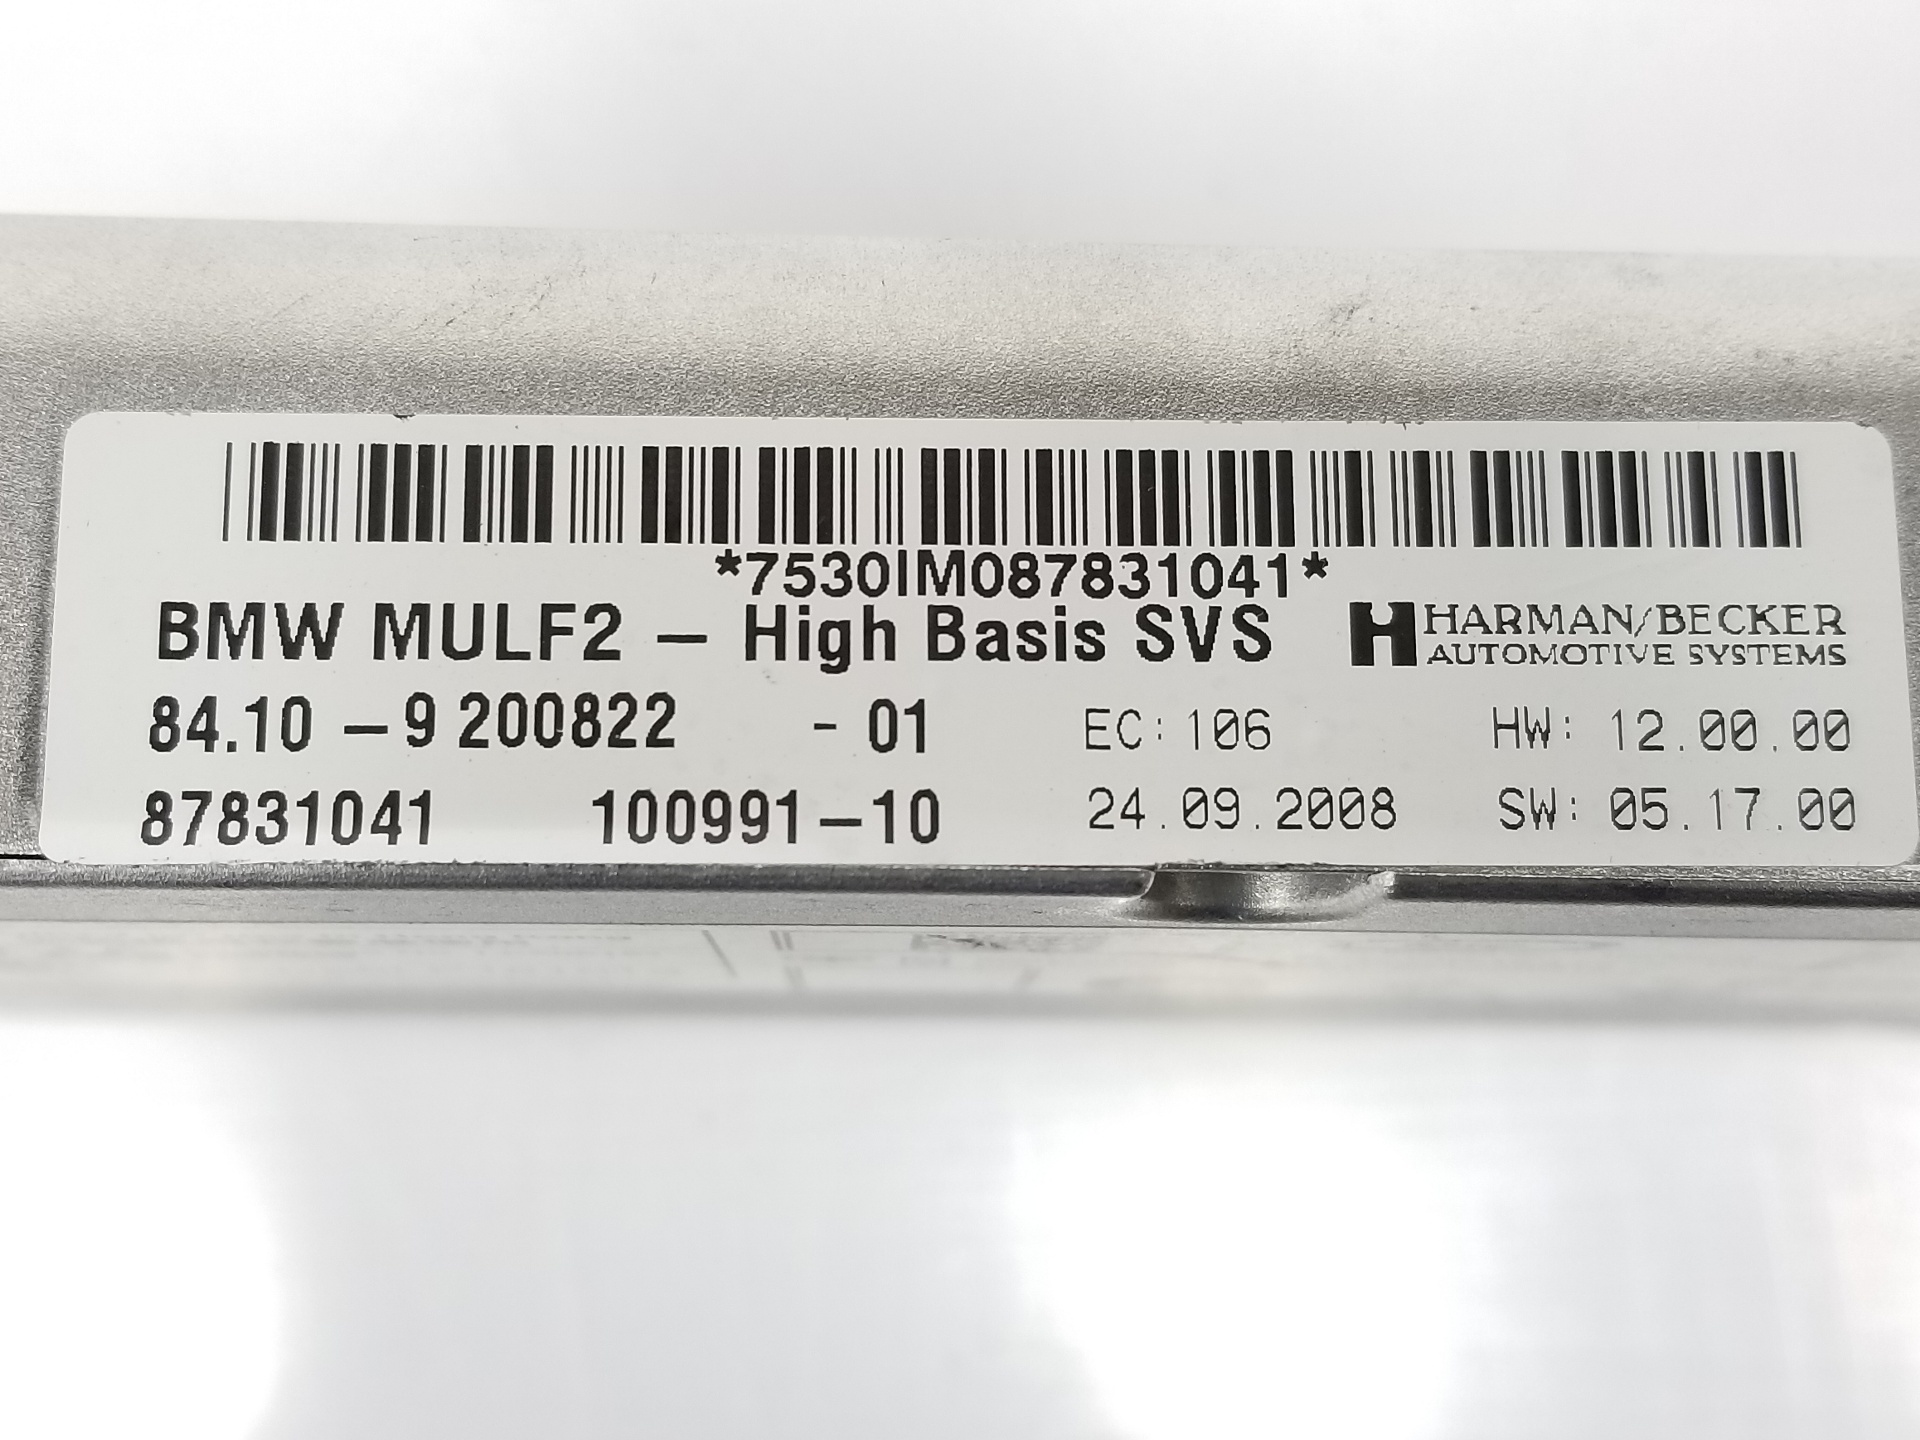 *7530IM087831041*
BMW MULF2 – High Basis SVS
HARMAN/BECKER
AUTOMOTIVE SYSTEMS
84.10 –9 200822 - 01 EC: 106 HW: 12.00.00
87831041 100991–10 24.09.2008 SW: 05.17.00